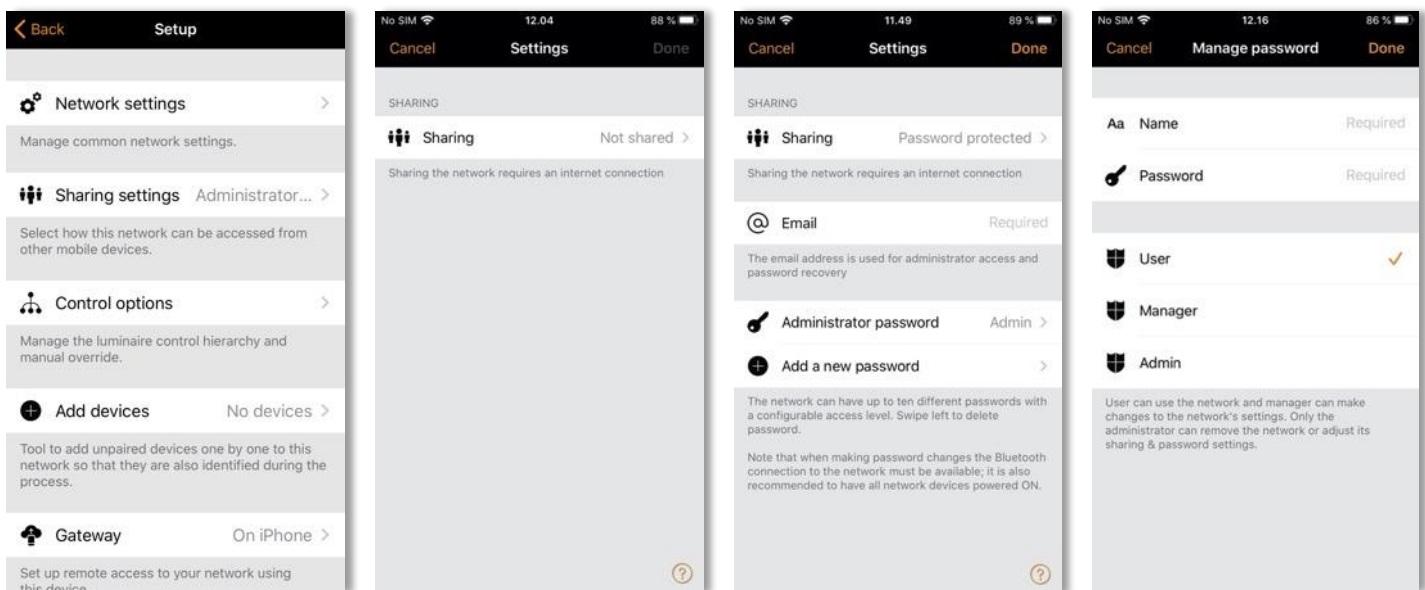 Back Setup
Network settings
Manage common network settings.
Sharing settings Administrator...
Select how this network can be accessed from
other mobile devices.
Control options
Manage the luminaire control hierarchy and
manual override.
Add devices No devices
Tool to add unpaired devices one by one to this
network so that they are also identified during the
process.
Gateway On iPhone
Set up remote access to your network using
this device
No SIM 12.04 88 %
Cancel Settings Done
SHARING
Sharing Not shared
Sharing the network requires an internet connection
?
No SIM 11.49 89 %
Cancel Settings Done
SHARING
Sharing Password protected
Sharing the network requires an internet connection
@ Email Required
The email address is used for administrator access and
password recovery
Administrator password Admin
Add a new password
The network can have up to ten different passwords with
a configurable access level. Swipe left to delete
password.
Note that when making password changes the Bluetooth
connection to the network must be available; it is also
recommended to have all network devices powered ON.
?
No SIM 12.16 86 %
Cancel Manage password Done
Aa Name Required
Password Required
User
Manager
Admin
User can use the network and manager can make
changes to the network's settings. Only the
administrator can remove the network or adjust its
sharing & password settings.